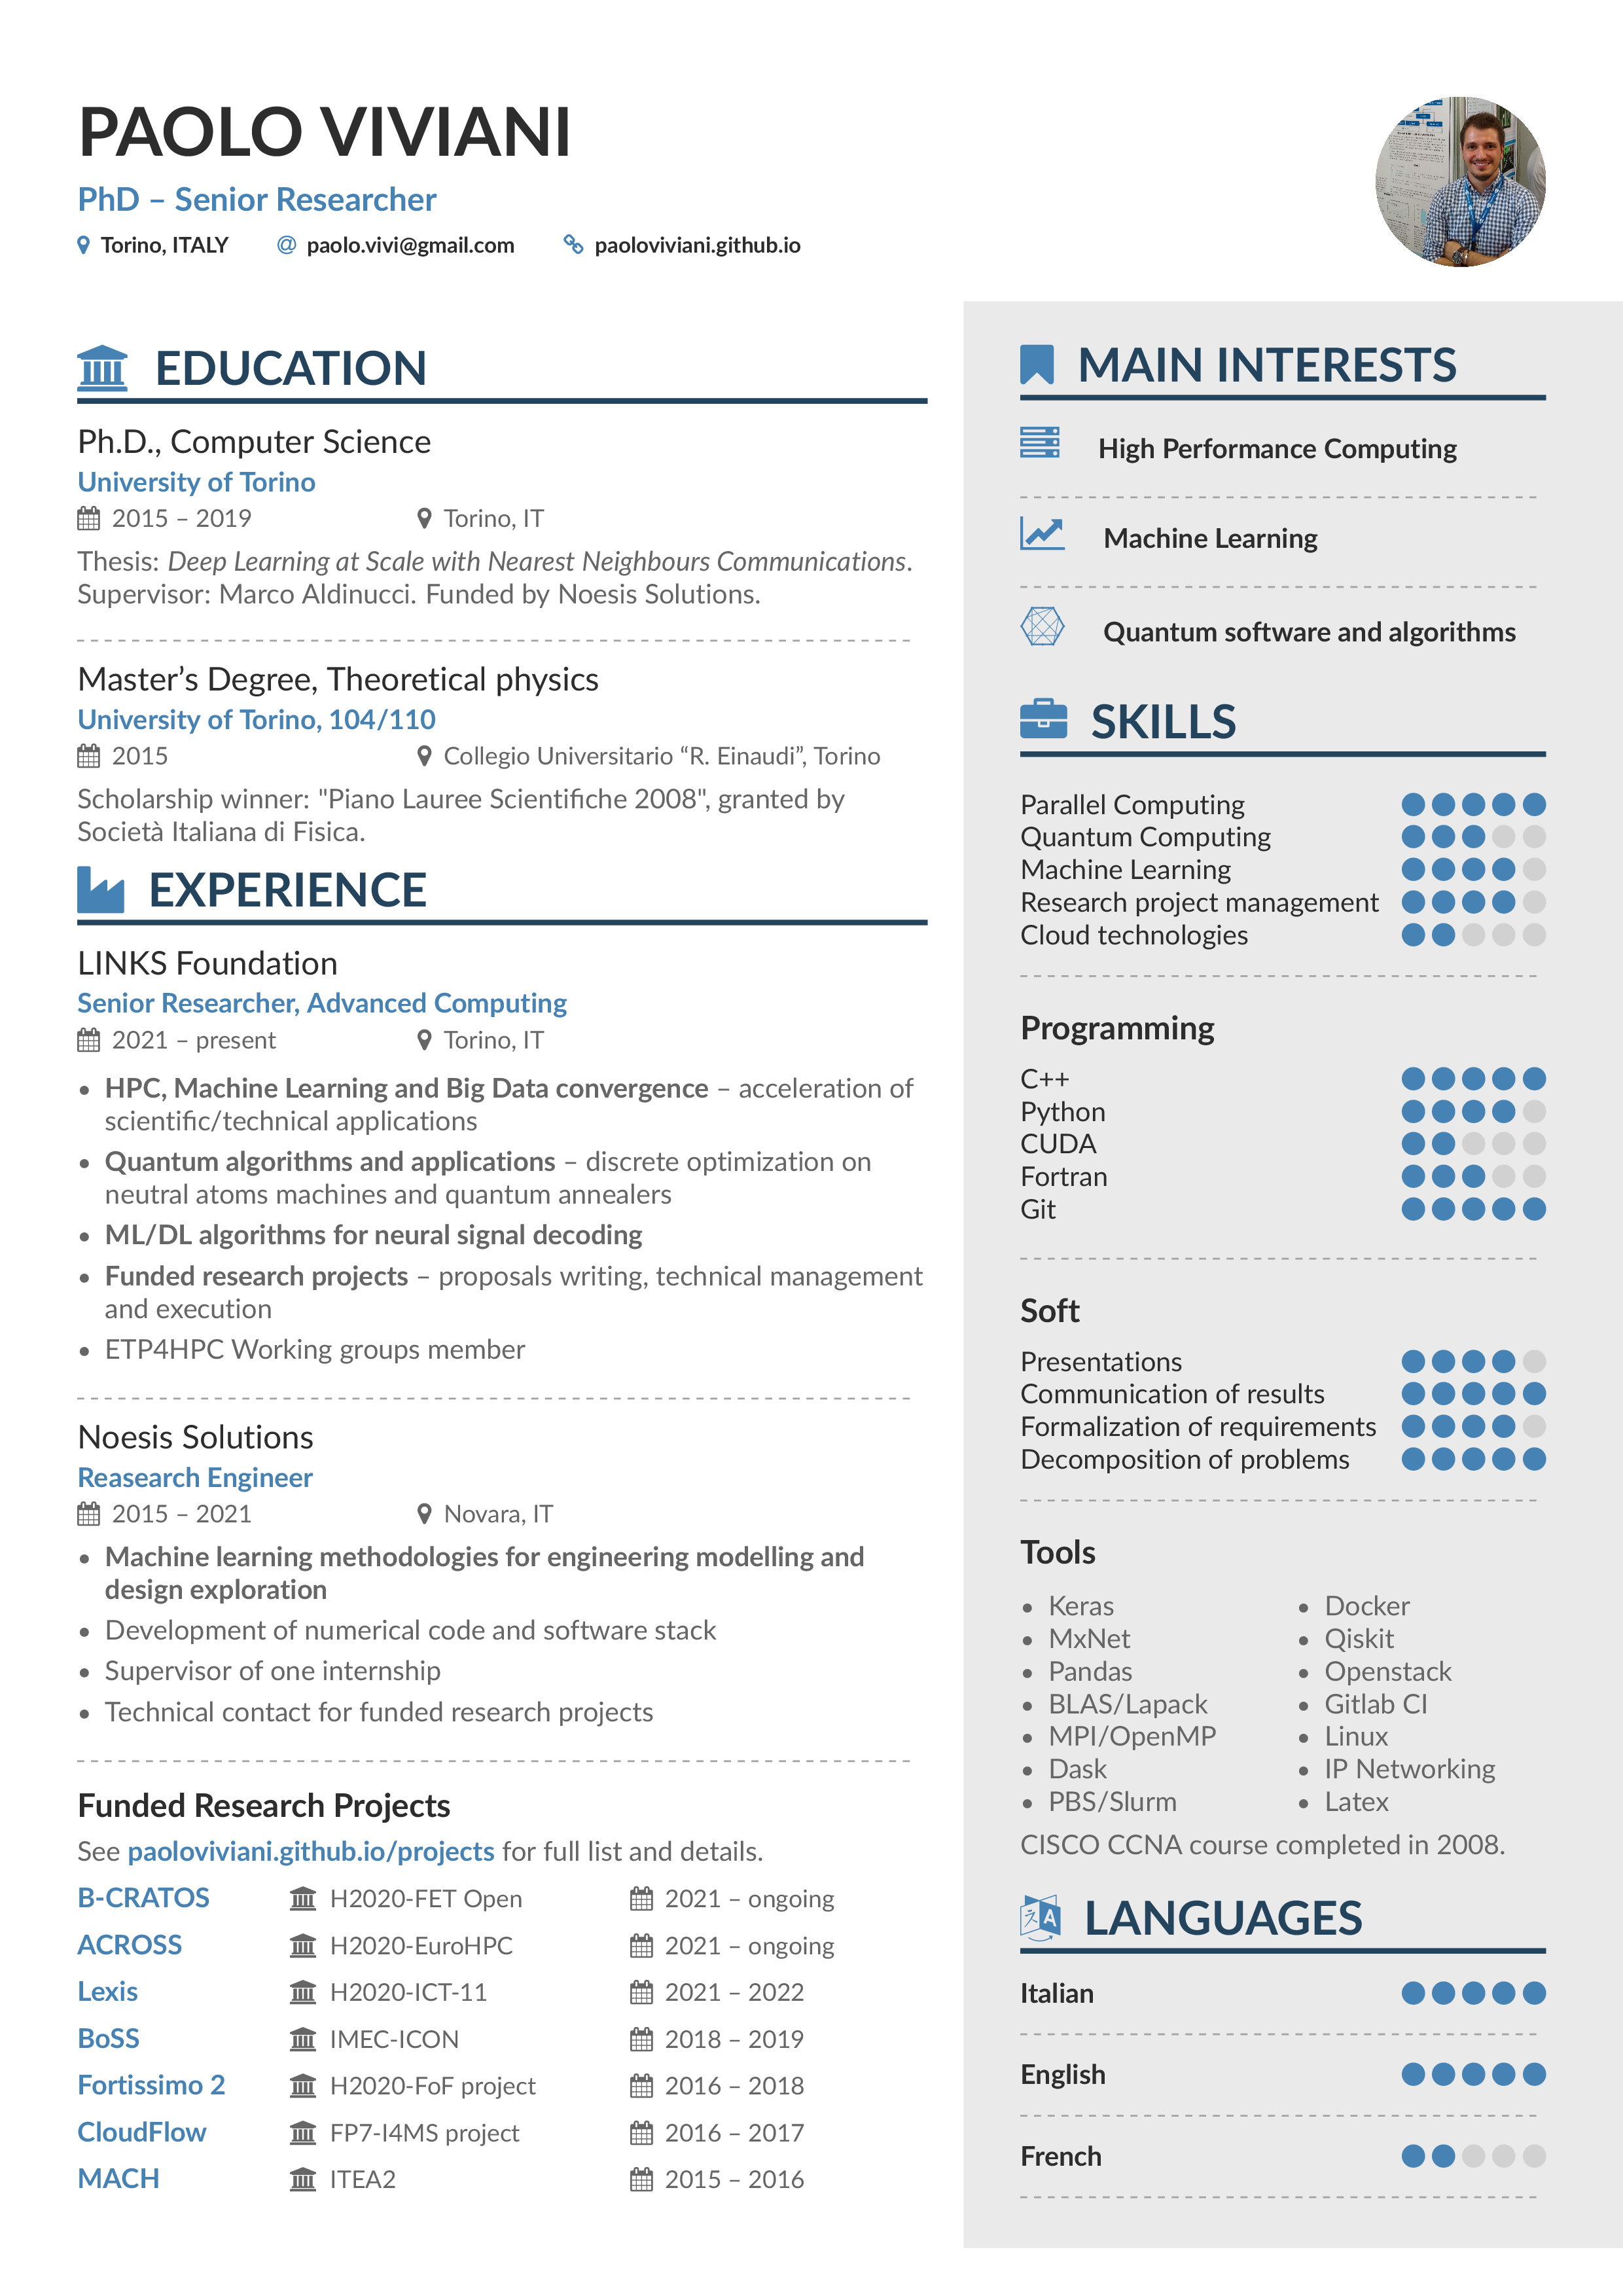 PAOLO VIVIANI
PhD – Senior Researcher
Torino, ITALY @ paolo.vivi@gmail.com paoloviviani.github.io
EDUCATION
Ph.D., Computer Science
University of Torino
2015 – 2019 Torino, IT
Thesis: Deep Learning at Scale with Nearest Neighbours Communications.
Supervisor: Marco Aldinucci. Funded by Noesis Solutions.
Master’s Degree, Theoretical physics
University of Torino, 104/110
2015 Collegio Universitario “R. Einaudi”, Torino
Scholarship winner: "Piano Lauree Scientifiche 2008", granted by
Società Italiana di Fisica.
EXPERIENCE
LINKS Foundation
Senior Researcher, Advanced Computing
2021 – present Torino, IT
• HPC, Machine Learning and Big Data convergence – acceleration of
scientific/technical applications
• Quantum algorithms and applications – discrete optimization on
neutral atoms machines and quantum annealers
• ML/DL algorithms for neural signal decoding
• Funded research projects – proposals writing, technical management
and execution
• ETP4HPC Working groups member
Noesis Solutions
Reasearch Engineer
2015 – 2021 Novara, IT
• Machine learning methodologies for engineering modelling and
design exploration
• Development of numerical code and software stack
• Supervisor of one internship
• Technical contact for funded research projects
Funded Research Projects
See paoloviviani.github.io/projects for full list and details.
B-CRATOS H2020-FET Open 2021 – ongoing
ACROSS H2020-EuroHPC 2021 – ongoing
Lexis H2020-ICT-11 2021 – 2022
BoSS IMEC-ICON 2018 – 2019
Fortissimo 2 H2020-FoF project 2016 – 2018
CloudFlow FP7-I4MS project 2016 – 2017
MACH ITEA2 2015 – 2016
MAIN INTERESTS
High Performance Computing
Machine Learning
Quantum software and algorithms
SKILLS
Parallel Computing
Quantum Computing
Machine Learning
Research project management
Cloud technologies
Programming
C++
Python
CUDA
Fortran
Git
Soft
Presentations
Communication of results
Formalization of requirements
Decomposition of problems
Tools
• Keras
• MxNet
• Pandas
• BLAS/Lapack
• MPI/OpenMP
• Dask
• PBS/Slurm
• Docker
• Qiskit
• Openstack
• Gitlab CI
• Linux
• IP Networking
• Latex
CISCO CCNA course completed in 2008.
LANGUAGES
Italian
English
French